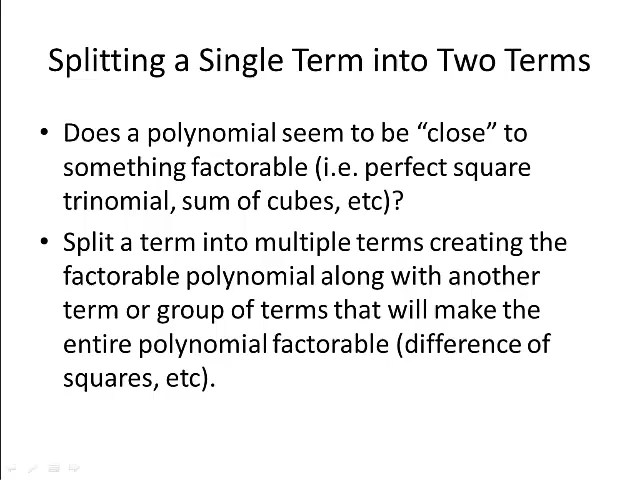 Splitting a Single Term into Two Terms
• Does a polynomial seem to be “close” to
something factorable (i.e. perfect square
trinomial, sum of cubes, etc)?
• Split a term into multiple terms creating the
factorable polynomial along with another
term or group of terms that will make the
entire polynomial factorable (difference of
squares, etc).